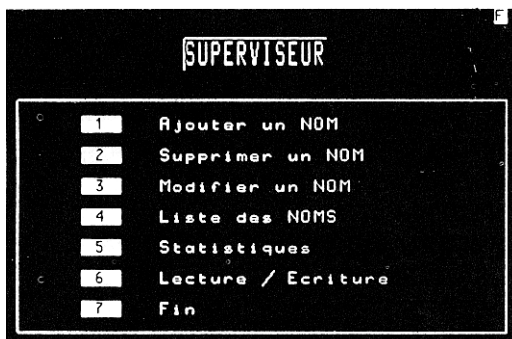 F
SUPERVISEUR
1 Ajouter un NOM
2 Supprimer un NOM
3 Modifier un NOM
4 Liste des NOMS
5 Statistiques
6 Lecture / Ecriture
7 Fin